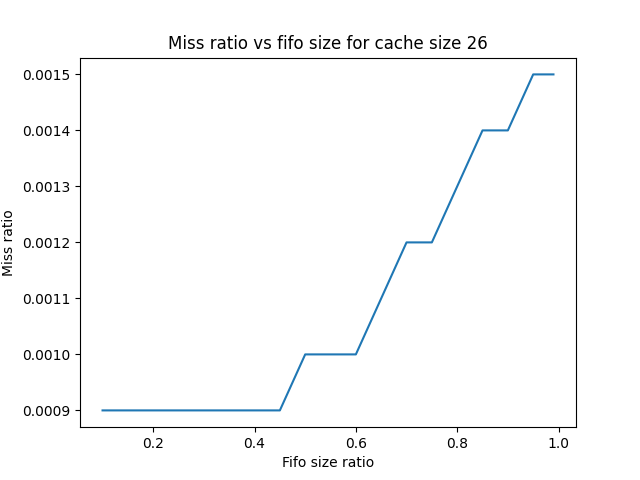 Miss ratio vs fifo size for cache size 26
0.0015
0.0014
0.0013
0.0012
0.0011
0.0010
0.0009
Miss ratio
0.2 0.4 0.6 0.8 1.0
Fifo size ratio